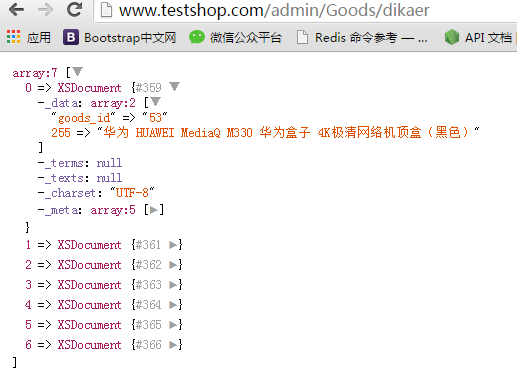 www.testshop.com/admin/Goods/dikaer
应用 Bootstrap中文网 微信公众平台 Redis 命令参考 — API 文档
array:7 [▼
0 => XSDocument {#359 ▼
-_data: array:2 [▼
"goods_id" => "53"
255 => "华为 HUAWEI MediaQ M330 华为盒子 4K极清网络机顶盒（黑色）"
]
-_terms: null
-_texts: null
-_charset: "UTF-8"
-_meta: array:5 [▶]
}
1 => XSDocument {#361 ▶}
2 => XSDocument {#362 ▶}
3 => XSDocument {#363 ▶}
4 => XSDocument {#364 ▶}
5 => XSDocument {#365 ▶}
6 => XSDocument {#366 ▶}
]